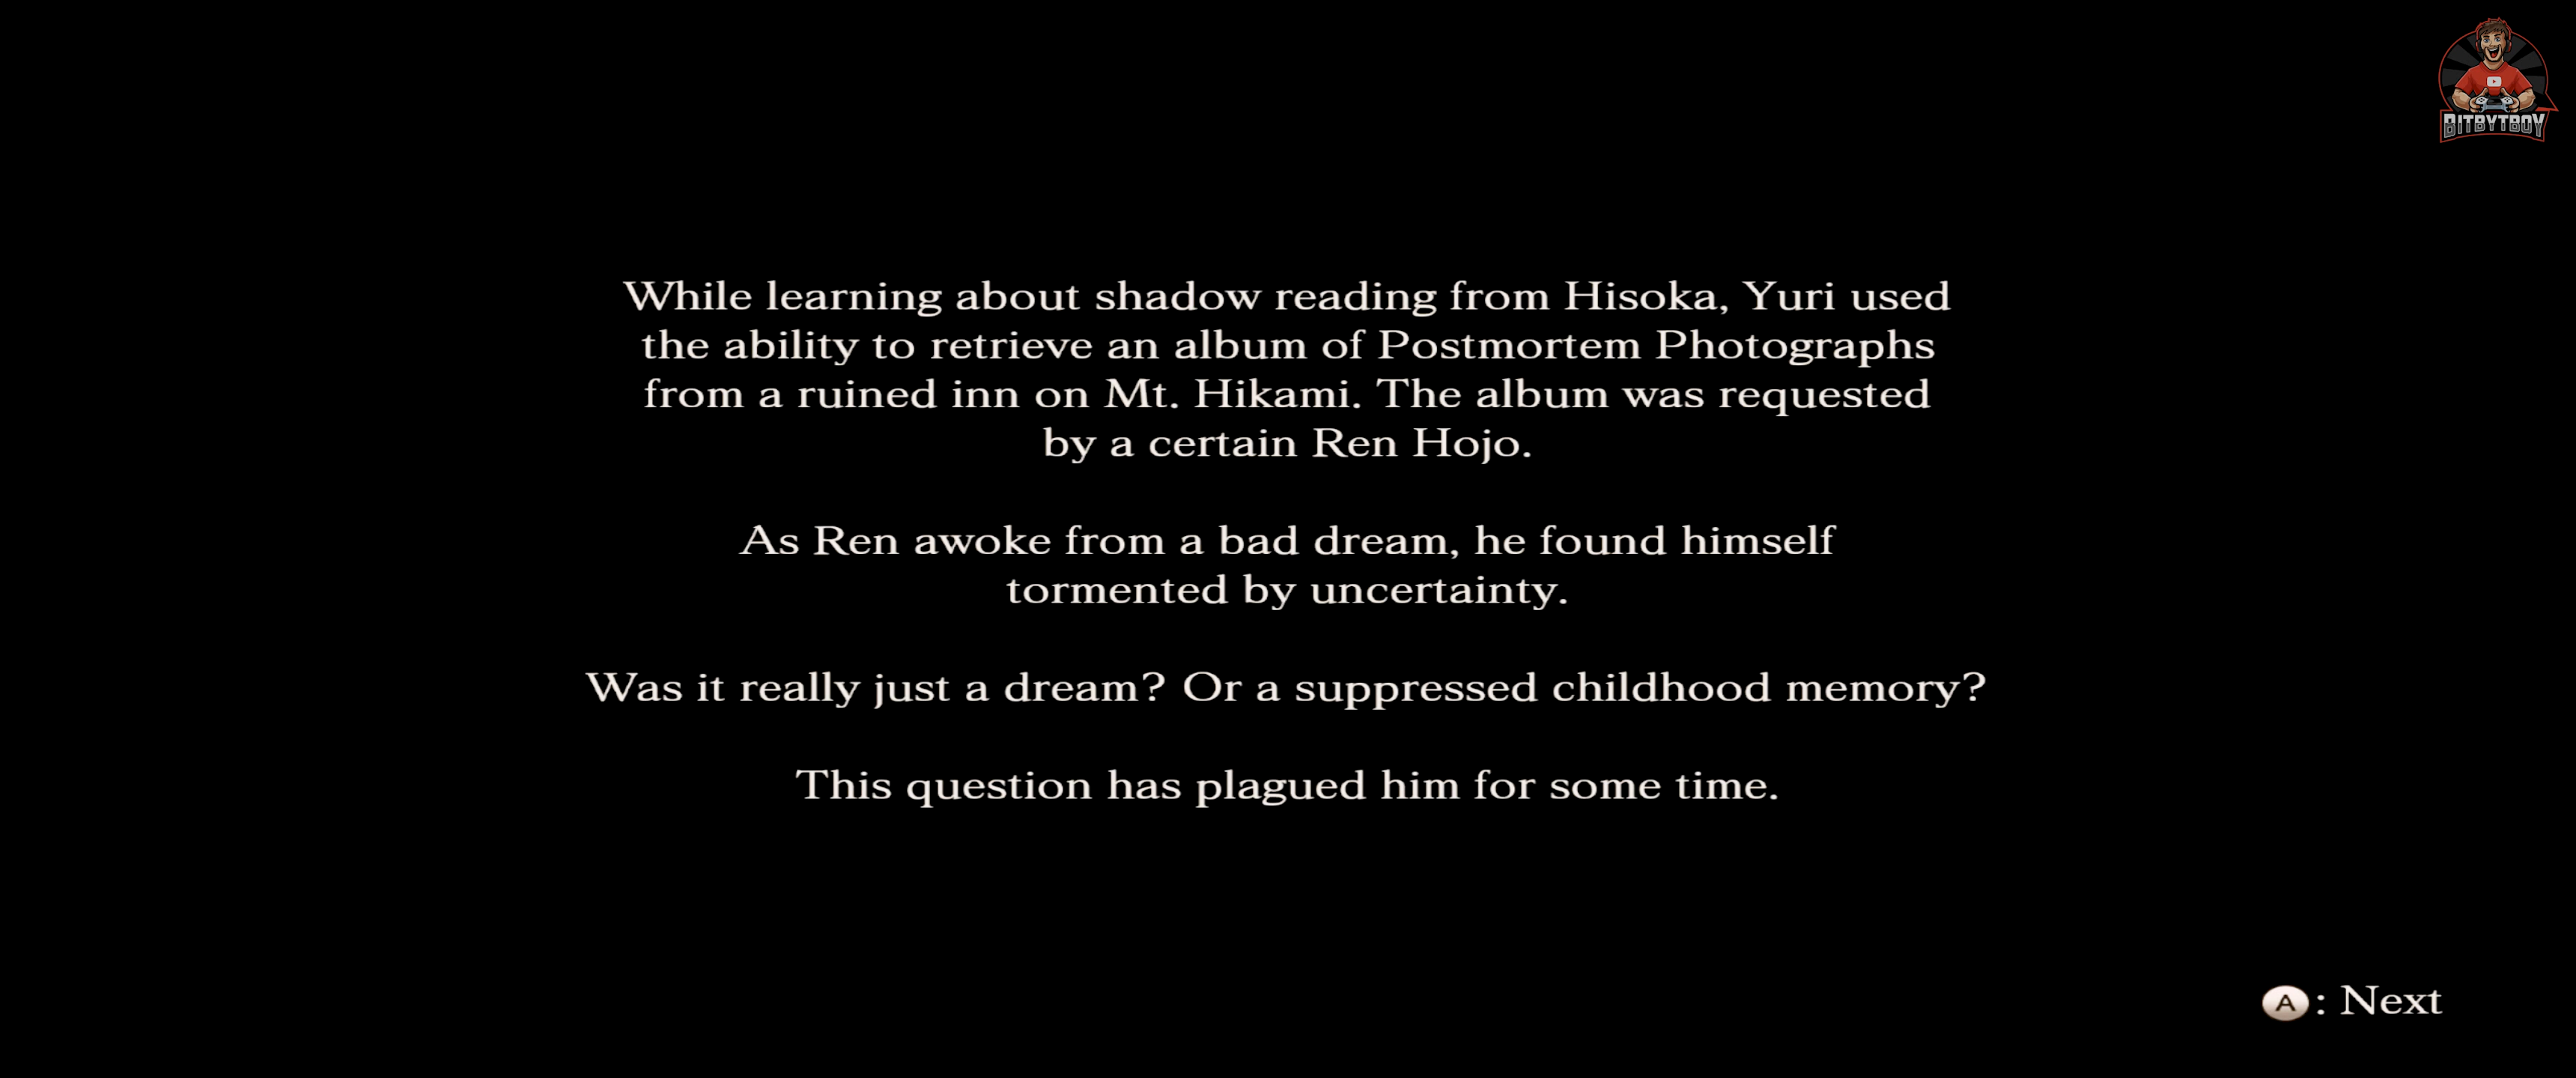 BITBYTBOY
While learning about shadow reading from Hisoka, Yuri used
the ability to retrieve an album of Postmortem Photographs
from a ruined inn on Mt. Hikami. The album was requested
by a certain Ren Hojo.
As Ren awoke from a bad dream, he found himself
tormented by uncertainty.
Was it really just a dream? Or a suppressed childhood memory?
This question has plagued him for some time.
A: Next